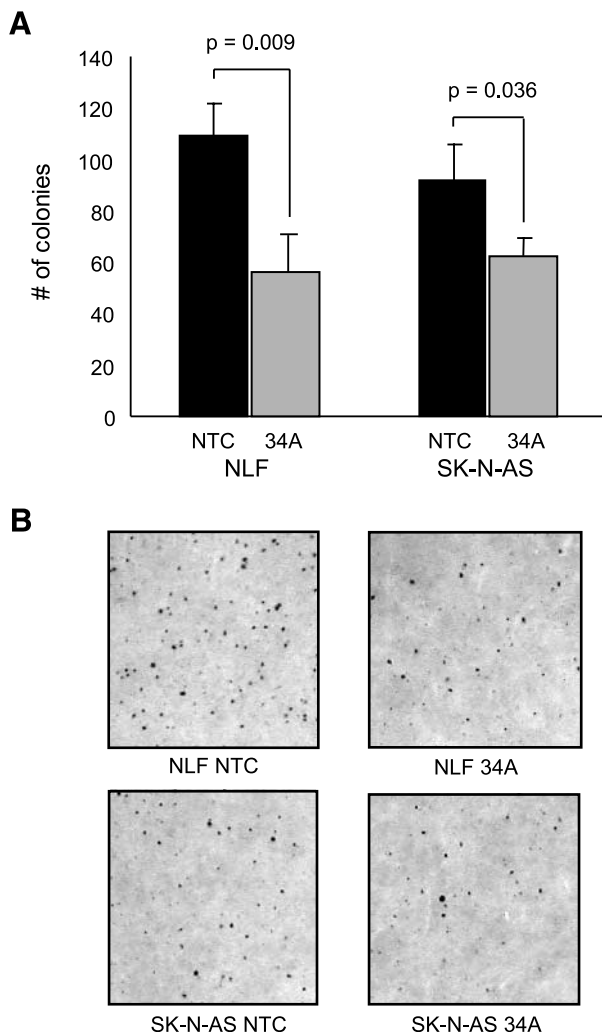 A
p = 0.009
p = 0.036
# of colonies
140
120
100
80
60
40
20
0
NTC 34A NTC 34A
NLF SK-N-AS
B
NLF NTC NLF 34A
SK-N-AS NTC SK-N-AS 34A